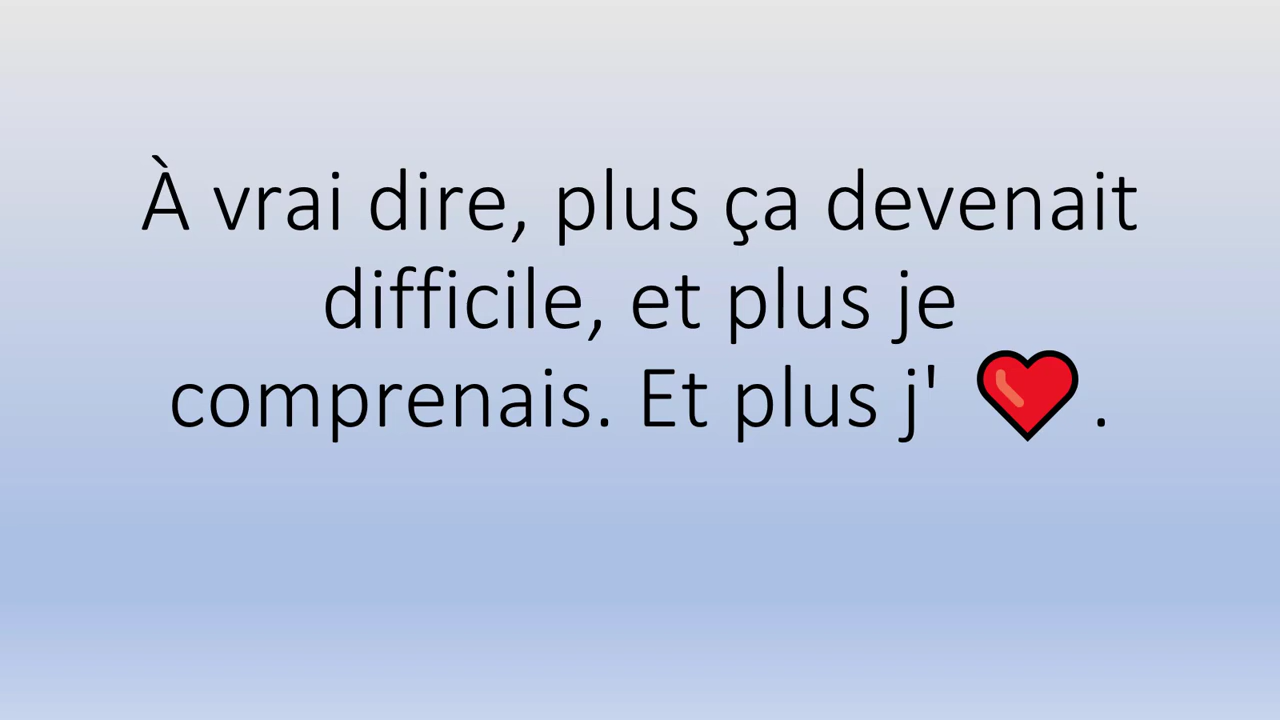 À vrai dire, plus ça devenait
difficile, et plus je
comprenais. Et plus j' ❤️ .